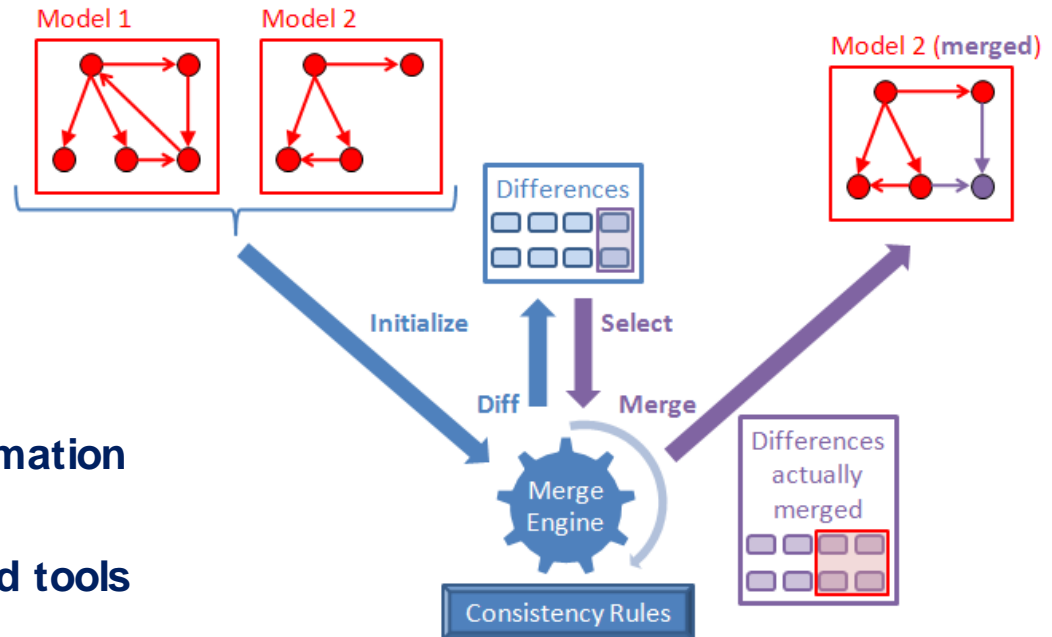 Model 1
Model 2
Model 2 (merged)
Differences
Initialize
Select
Diff
Merge
Differences
actually
merged
Merge
Engine
Consistency Rules
mation
d tools